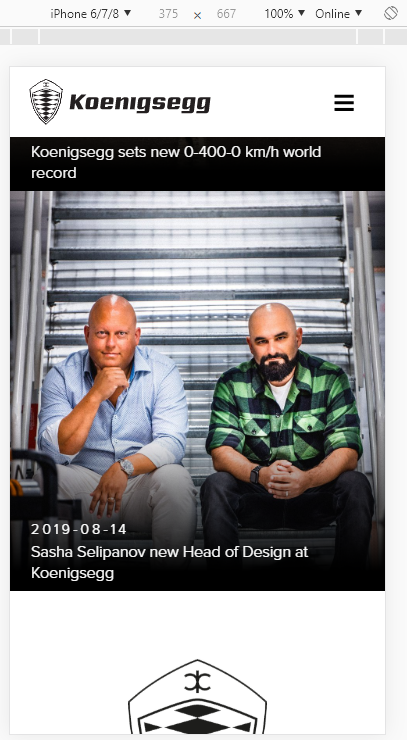 iPhone 6/7/8 ▼ 375 x 667 100% ▼ Online ▼
Koenigsegg
Koenigsegg sets new 0-400-0 km/h world
record
2019-08-14
Sasha Selipanov new Head of Design at
Koenigsegg